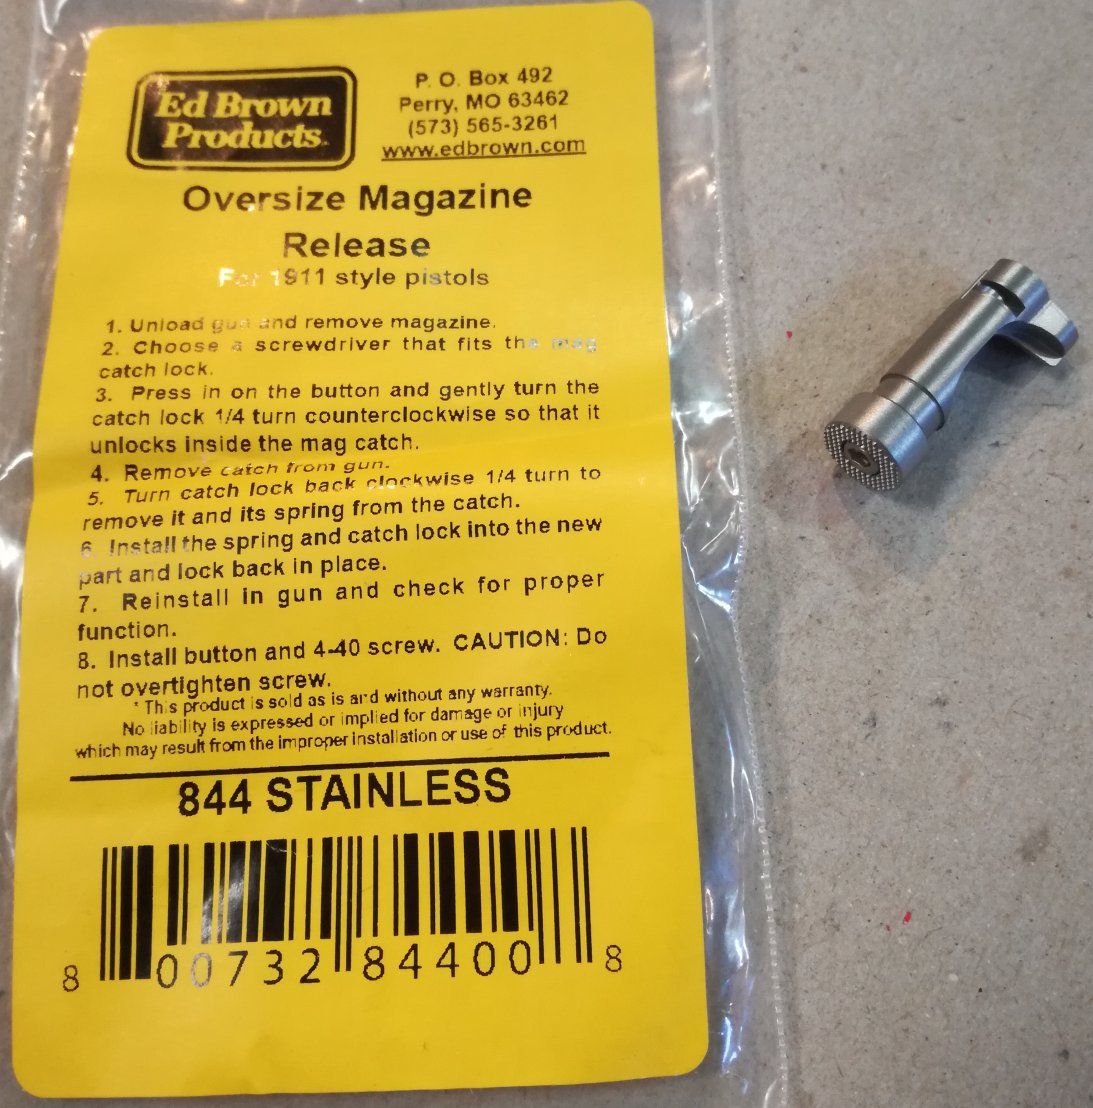 Ed Brown
Products.
P. O. Box 492
Perry, MO 63462
(573) 565-3261
www.edbrown.com
Oversize Magazine
Release
For 1911 style pistols
1. Unload gun and remove magazine.
2. Choose a screwdriver that fits the mag
catch lock.
3. Press in on the button and gently turn the
catch lock 1/4 turn counterclockwise so that it
unlocks inside the mag catch.
4. Remove catch from gun.
5. Turn catch lock back clockwise 1/4 turn to
remove it and its spring from the catch.
6. Install the spring and catch lock into the new
part and lock back in place.
7. Reinstall in gun and check for proper
function.
8. Install button and 4-40 screw. CAUTION: Do
not overtighten screw.
* This product is sold as is and without any warranty.
No liability is expressed or implied for damage or injury
which may result from the improper installation or use of this product.
844 STAINLESS
8 00732 84400 8